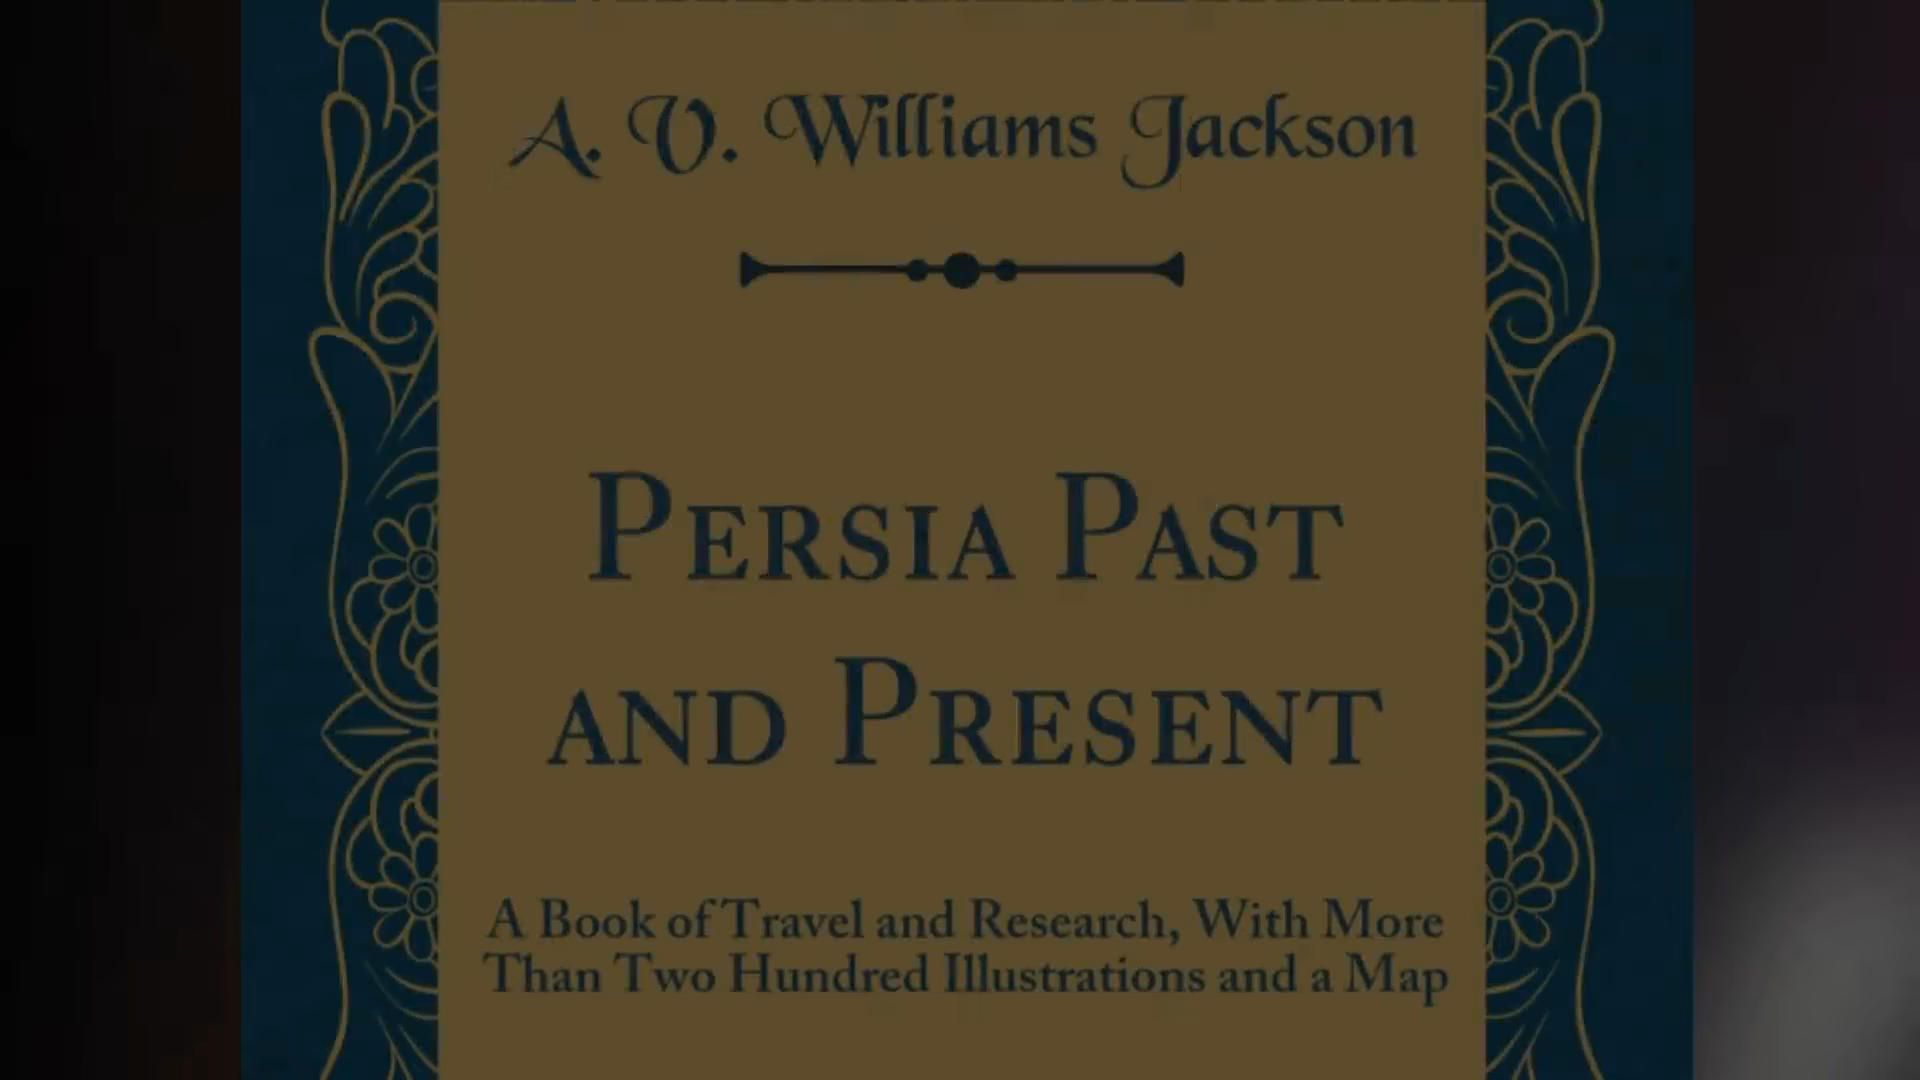 A. V. Williams Jackson
Persia Past
and Present
A Book of Travel and Research, With More
Than Two Hundred Illustrations and a Map